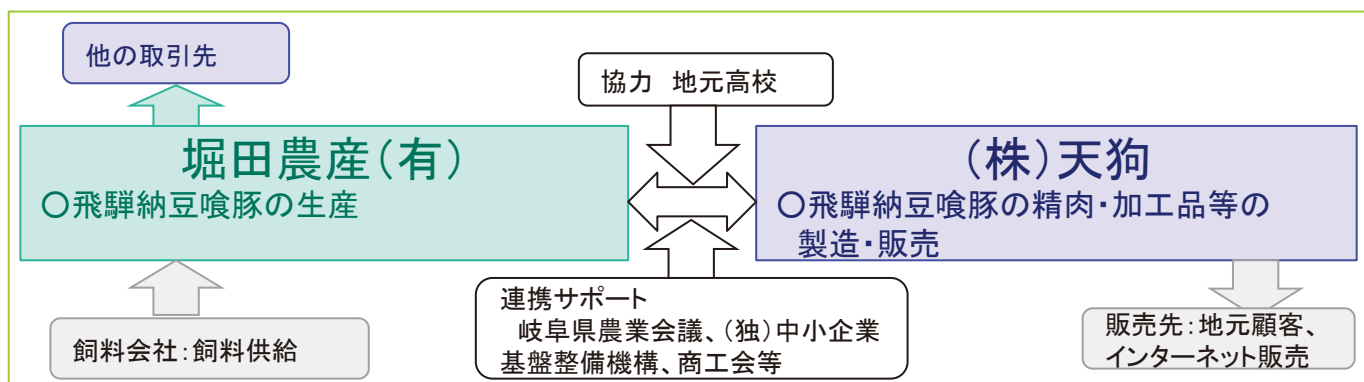 他の取引先
協力　地元高校
堀田農産（有）
〇飛騨納豆喰豚の生産
（株）天狗
〇飛騨納豆喰豚の精肉・加工品等の
製造・販売
飼料会社：飼料供給
連携サポート
岐阜県農業会議、（独）中小企業
基盤整備機構、商工会等
販売先：地元顧客、
インターネット販売